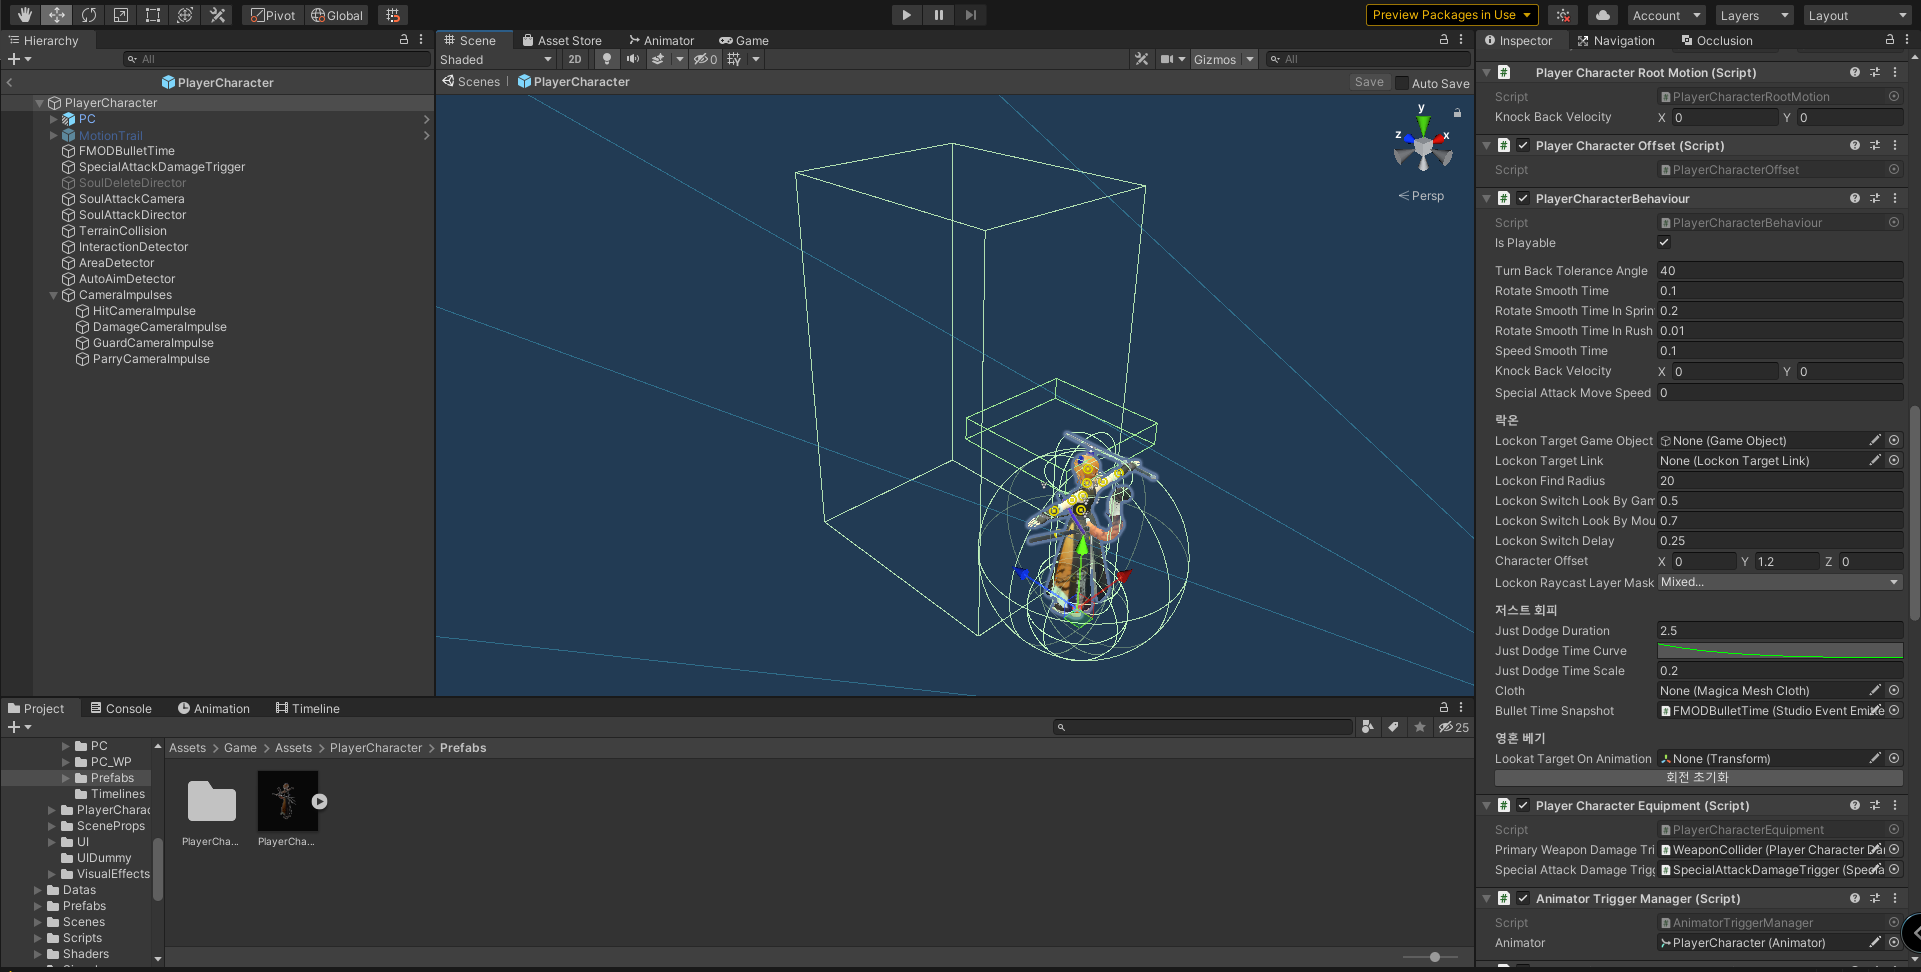 Pivot
Global
Preview Packages in Use
Account
Layers
Layout
Hierarchy
All
PlayerCharacter
PlayerCharacter
PC
MotionTrail
FMODBulletTime
SpecialAttackDamageTrigger
SoulDeleteDirector
SoulAttackCamera
SoulAttackDirector
TerrainCollision
InteractionDetector
AreaDetector
AutoAimDetector
CameraImpulses
HitCameraImpulse
DamageCameraImpulse
GuardCameraImpulse
ParryCameraImpulse
Scene
Asset Store
Animator
Game
Shaded
2D
0
Gizmos
All
Scenes
PlayerCharacter
Save
Auto Save
y
z
x
Persp
Project
Console
Animation
Timeline
25
PC
PC_WP
Prefabs
Timelines
PlayerCharac
SceneProps
UI
UIDummy
VisualEffects
Datas
Prefabs
Scenes
Scripts
Shaders
Assets > Game > Assets > PlayerCharacter > Prefabs
PlayerCha...
PlayerCha...
Inspector
Navigation
Occlusion
Player Character Root Motion (Script)
Script PlayerCharacterRootMotion
Knock Back Velocity X 0 Y 0
Player Character Offset (Script)
Script PlayerCharacterOffset
PlayerCharacterBehaviour
Script PlayerCharacterBehaviour
Is Playable
Turn Back Tolerance Angle 40
Rotate Smooth Time 0.1
Rotate Smooth Time In Sprin 0.2
Rotate Smooth Time In Rush 0.01
Speed Smooth Time 0.1
Knock Back Velocity X 0 Y 0
Special Attack Move Speed 0
락온
Lockon Target Game Object None (Game Object)
Lockon Target Link None (Lockon Target Link)
Lockon Find Radius 20
Lockon Switch Look By Gam 0.5
Lockon Switch Look By Mou 0.7
Lockon Switch Delay 0.25
Character Offset X 0 Y 1.2 Z 0
Lockon Raycast Layer Mask Mixed...
저스트 회피
Just Dodge Duration 2.5
Just Dodge Time Curve
Just Dodge Time Scale 0.2
Cloth None (Magica Mesh Cloth)
Bullet Time Snapshot FMODBulletTime (Studio Event Emitte
영혼 베기
Lookat Target On Animation None (Transform)
회전 초기화
Player Character Equipment (Script)
Script PlayerCharacterEquipment
Primary Weapon Damage Tri WeaponCollider (Player Character Dar
Special Attack Damage Trigg SpecialAttackDamageTrigger (Specia
Animator Trigger Manager (Script)
Script AnimatorTriggerManager
Animator PlayerCharacter (Animator)